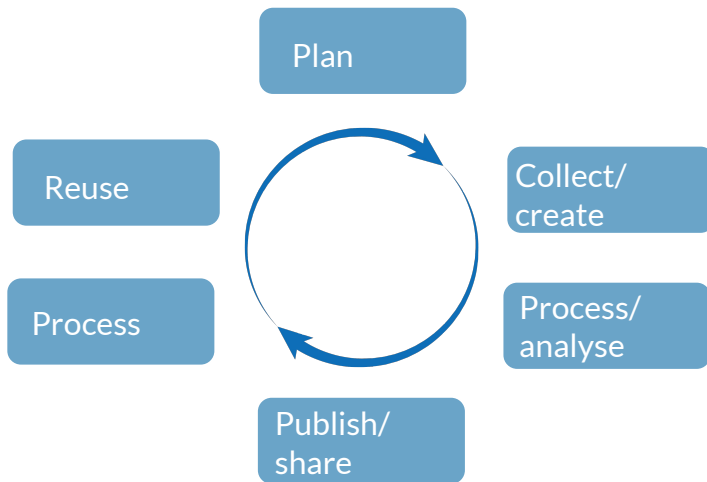 Plan
Collect/
create
Process/
analyse
Publish/
share
Process
Reuse